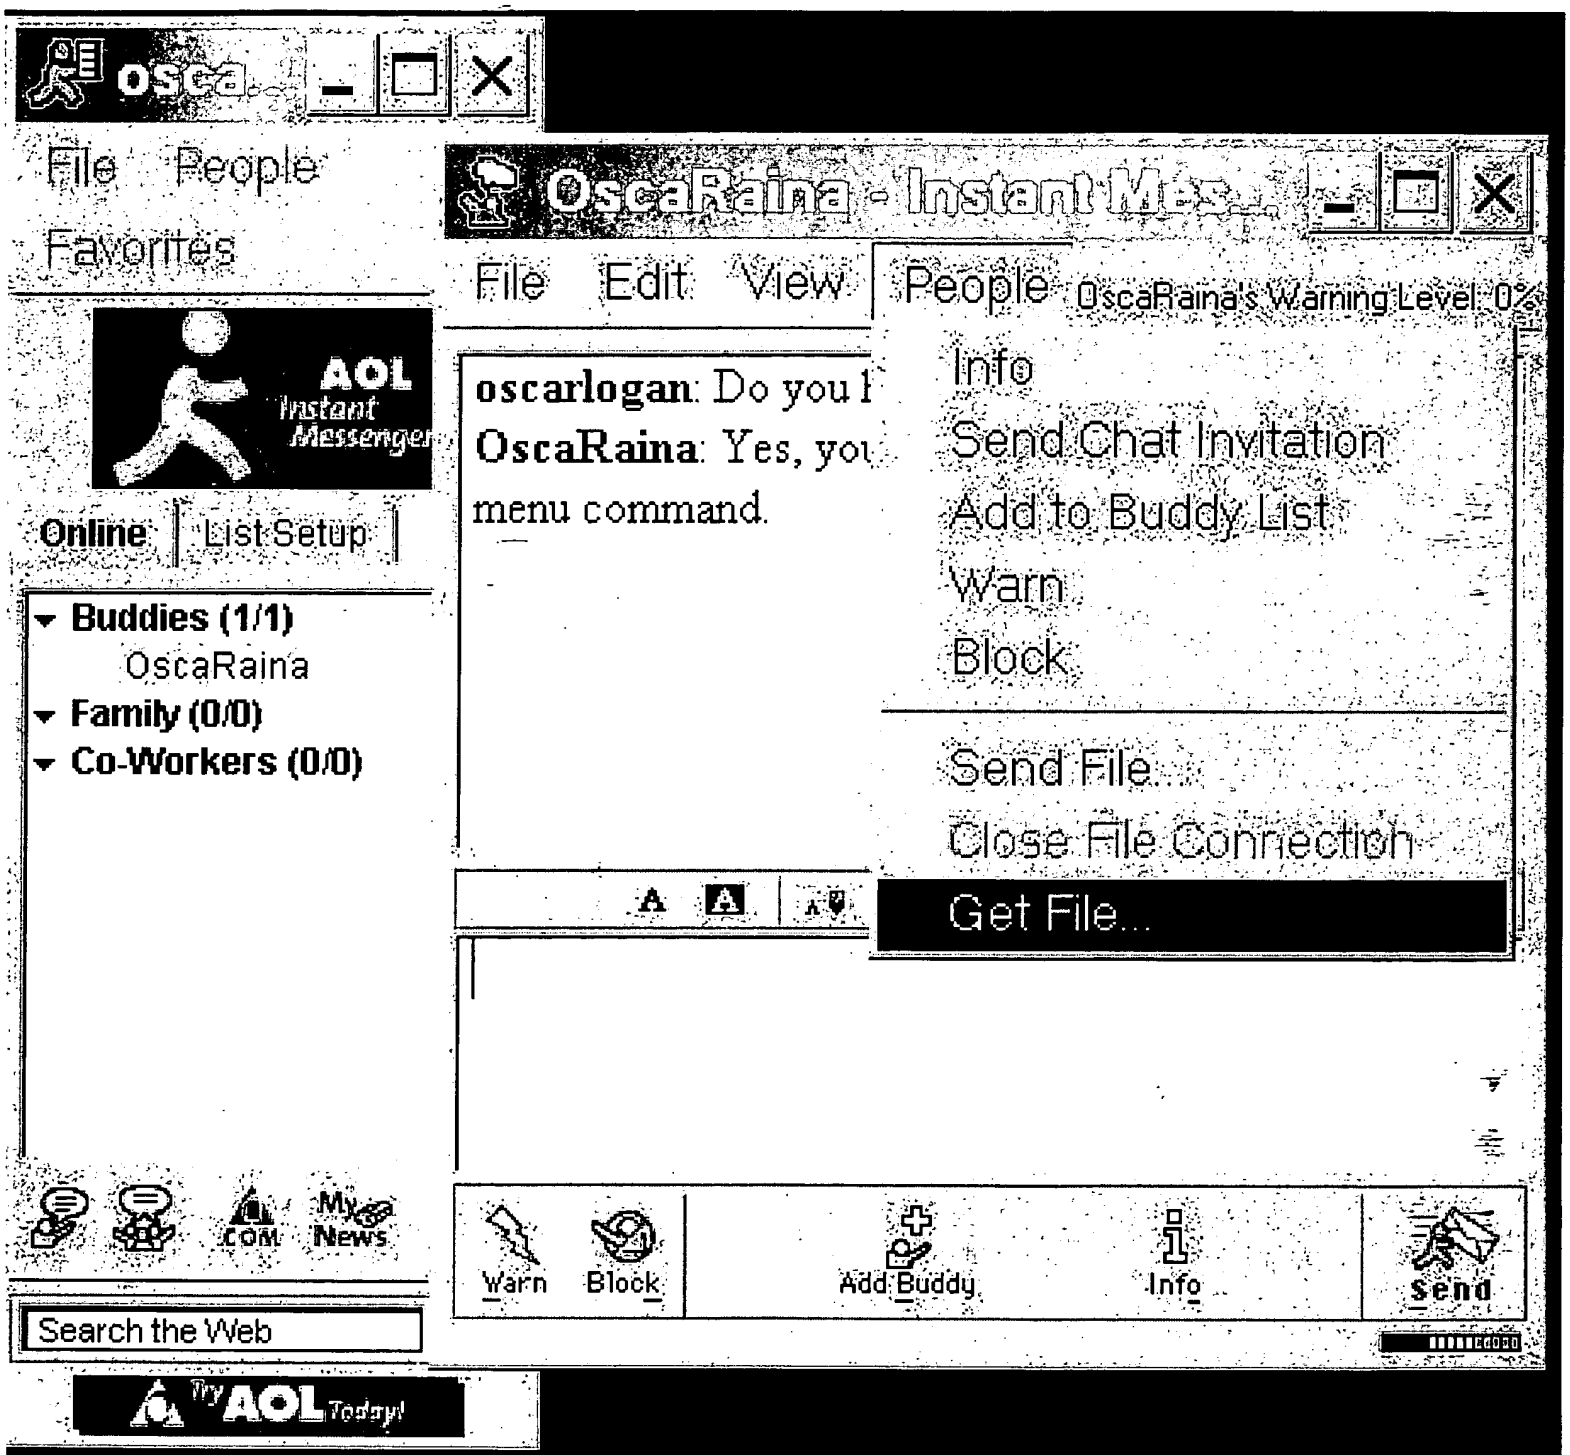 osca...
File People
Favorites
AOL
Instant
Messenger
Online List Setup
Buddies (1/1)
OscaRaina
Family (0/0)
Co-Workers (0/0)
COM My News
Search the Web
Try AOL Today!
OscaRaina - Instant Mes...
File Edit View People OscaRaina's Warning Level: 0%
oscarlogan: Do you
OscaRaina: Yes, you
menu command.
Info
Send Chat Invitation
Add to Buddy List
Warn
Block
Send File...
Close File Connection
Get File...
A A A
Warn Block Add Buddy Info Send